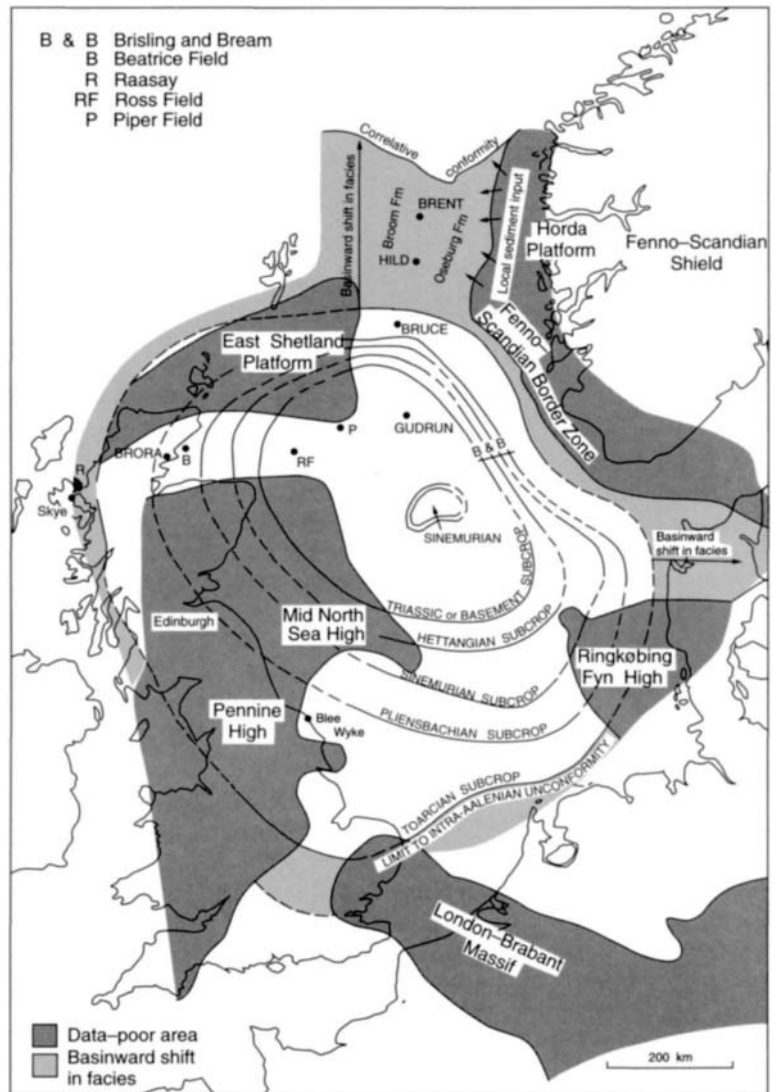 B & B Brisling and Bream
B Beatrice Field
R Raasay
RF Ross Field
P Piper Field
Correlative
conformity
Basinward shift in facies
Broom Fm
BRENT
HILD
Oseburg Fm
Local sediment input
Horda
Platform
Fenno–Scandian
Shield
Fenno–
Scandian Border Zone
BRUCE
East Shetland
Platform
GUDRUN
P
B & B
BRORA
B
RF
R
Skye
SINEMURIAN
Basinward
shift in facies
TRIASSIC or BASEMENT SUBCROP
HETTANGIAN SUBCROP
SINEMURIAN SUBCROP
PLIENSBACHIAN SUBCROP
TOARCIAN SUBCROP
LIMIT TO INTRA-AALENIAN UNCONFORMITY
Edinburgh
Mid North
Sea High
Ringkøbing
Fyn High
Pennine
High
Blee
Wyke
London–Brabant
Massif
Data–poor area
Basinward shift
in facies
200 km